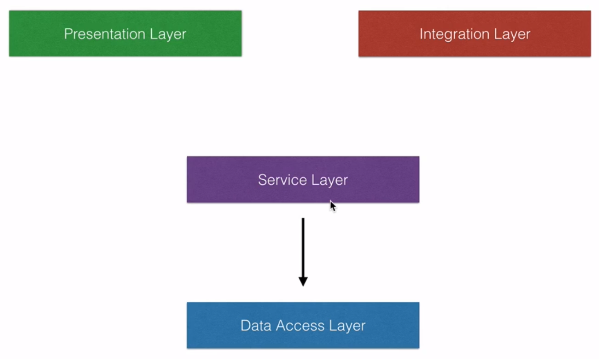 Presentation Layer
Integration Layer
Service Layer
Data Access Layer